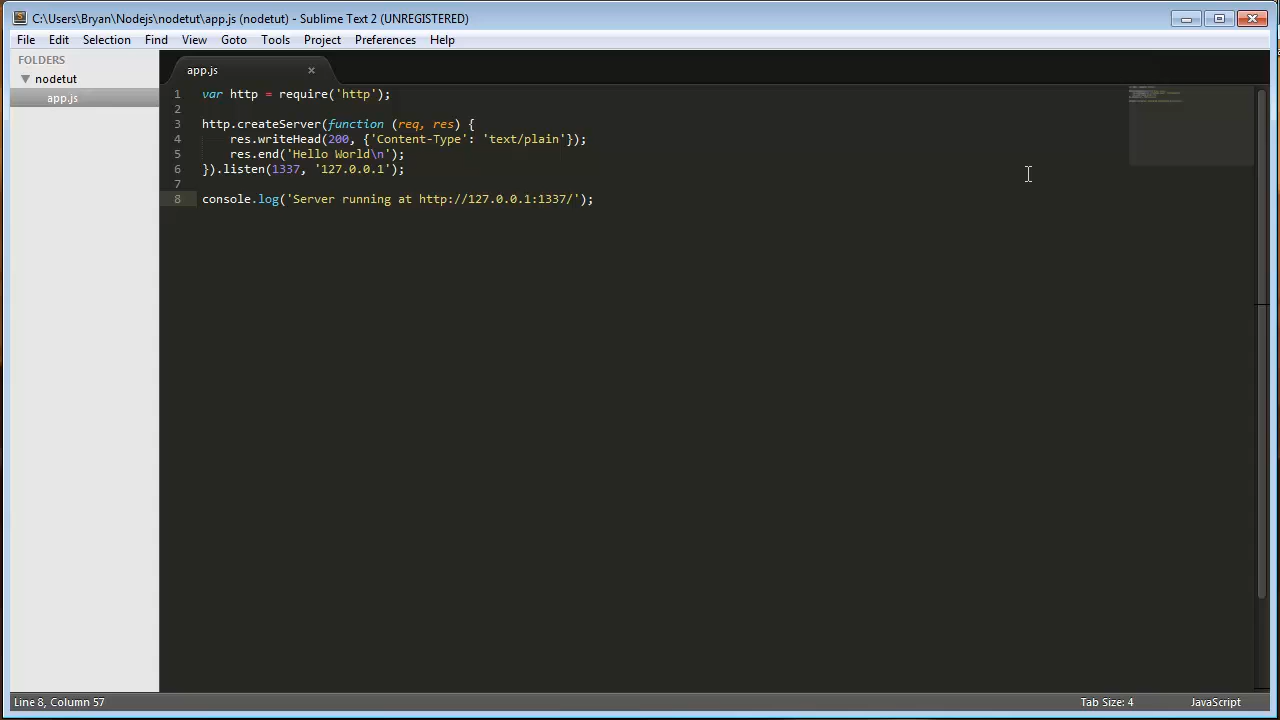 C:\Users\Bryan\Nodejs\nodetut\app.js (nodetut) - Sublime Text 2 (UNREGISTERED)
File Edit Selection Find View Goto Tools Project Preferences Help
FOLDERS
nodetut
app.js
app.js x
1 var http = require('http');
2
3 http.createServer(function (req, res) {
4     res.writeHead(200, {'Content-Type': 'text/plain'});
5     res.end('Hello World\n');
6 }).listen(1337, '127.0.0.1');
7
8 console.log('Server running at http://127.0.0.1:1337/');
Line 8, Column 57 Tab Size: 4 JavaScript